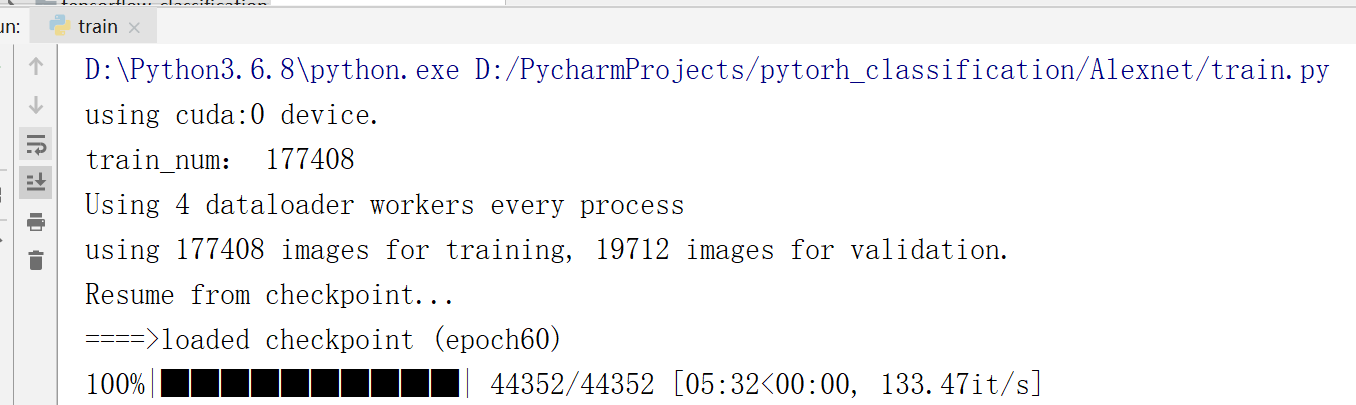 tensorflow_classification
un:
train
D:\Python3.6.8\python.exe D:/PycharmProjects/pytorh_classification/Alexnet/train.py
using cuda:0 device.
train_num： 177408
Using 4 dataloader workers every process
using 177408 images for training, 19712 images for validation.
Resume from checkpoint...
====>loaded checkpoint (epoch60)
100%|██████████| 44352/44352 [05:32<00:00, 133.47it/s]